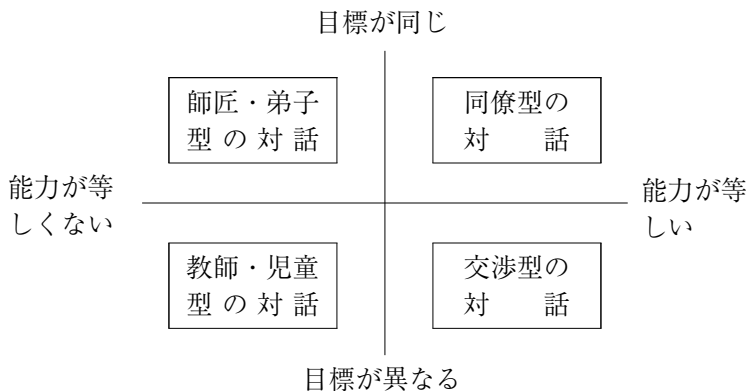 目標が同じ
師匠・弟子
型の対話
同僚型の
対話
能力が等
しくない
能力が等
しい
教師・児童
型の対話
交渉型の
対話
目標が異なる